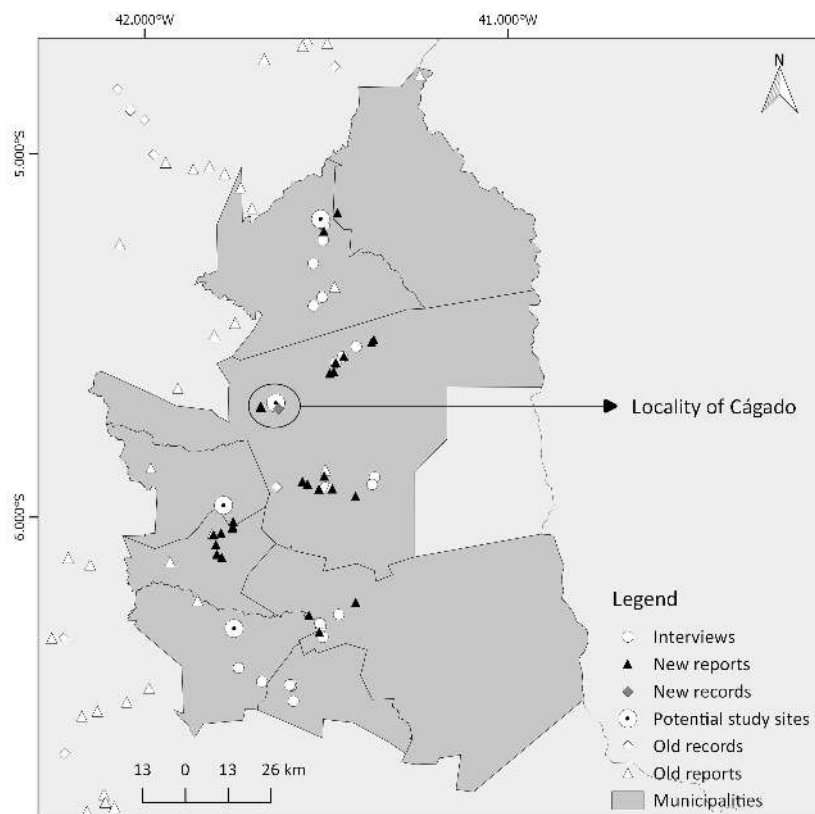 42.000°W
41.000°W
N
5.000°S
6.000°S
Locality of Cágado
Legend
Interviews
New reports
New records
Potential study sites
Old records
Old reports
Municipalities
13 0 13 26 km